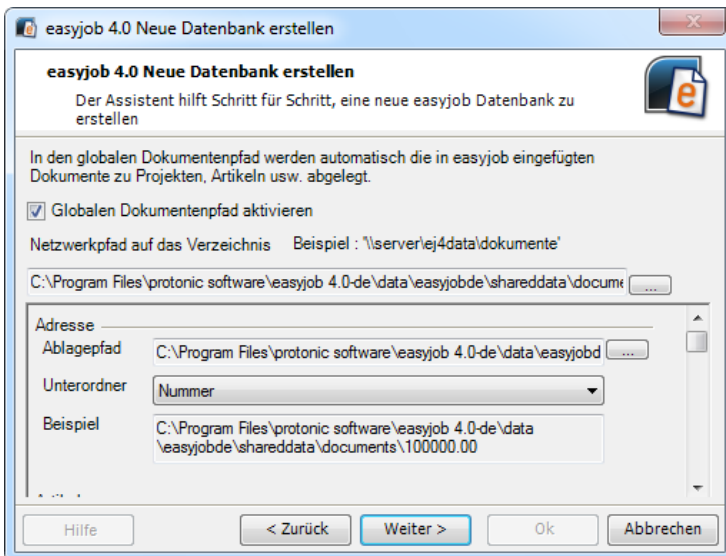 easyjob 4.0 Neue Datenbank erstellen
easyjob 4.0 Neue Datenbank erstellen
Der Assistent hilft Schritt für Schritt, eine neue easyjob Datenbank zu
erstellen
In den globalen Dokumentenpfad werden automatisch die in easyjob eingefügten
Dokumente zu Projekten, Artikeln usw. abgelegt.
Globalen Dokumentenpfad aktivieren
Netzwerkpfad auf das Verzeichnis Beispiel : '\\server\ej4data\dokumente'
C:\Program Files\protonic software\easyjob 4.0-de\data\easyjobde\shareddata\docume ...
Adresse
Ablagepfad C:\Program Files\protonic software\easyjob 4.0-de\data\easyjobd ...
Unterordner Nummer
Beispiel C:\Program Files\protonic software\easyjob 4.0-de\data
\easyjobde\shareddata\documents\100000.00
Hilfe < Zurück Weiter > Ok Abbrechen